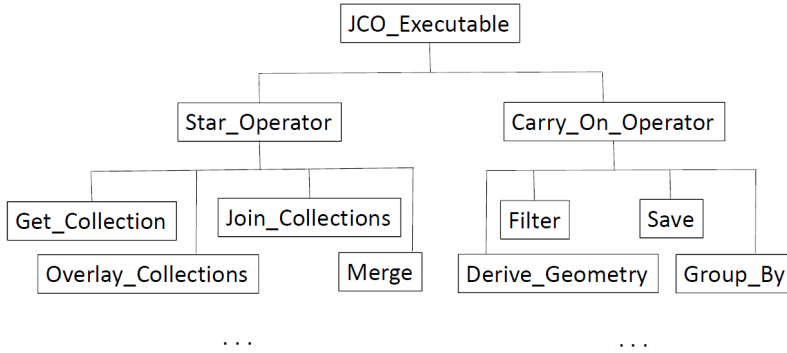 JCO_Executable
Star_Operator
Carry_On_Operator
Get_Collection
Join_Collections
Filter
Save
Overlay_Collections
Merge
Derive_Geometry
Group_By
. . .
. . .